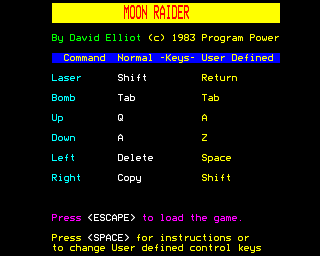 MOON RAIDER
By David Elliot (c) 1983 Program Power
Command Normal -Keys- User Defined
Laser Shift Return
Bomb Tab Tab
Up Q A
Down A Z
Left Delete Space
Right Copy Shift
Press <ESCAPE> to load the game.
Press <SPACE> for instructions or
to change User defined control keys